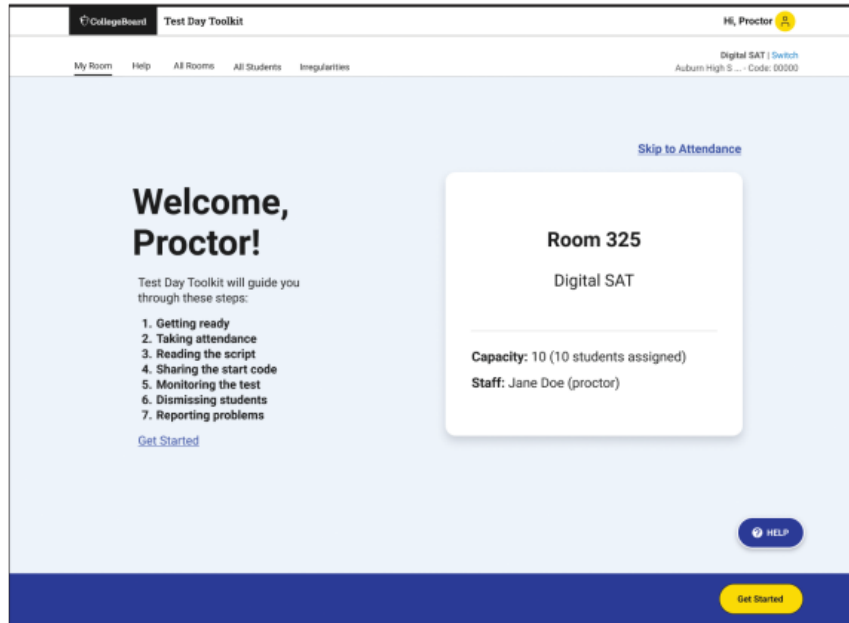 CollegeBoard
Test Day Toolkit
Hi, Proctor
My Room
Help
All Rooms
All Students
Irregularities
Digital SAT | Switch
Auburn High S ... - Code: 00000
Skip to Attendance
Welcome,
Proctor!
Test Day Toolkit will guide you
through these steps:
1. Getting ready
2. Taking attendance
3. Reading the script
4. Sharing the start code
5. Monitoring the test
6. Dismissing students
7. Reporting problems
Get Started
Room 325
Digital SAT
Capacity: 10 (10 students assigned)
Staff: Jane Doe (proctor)
HELP
Get Started